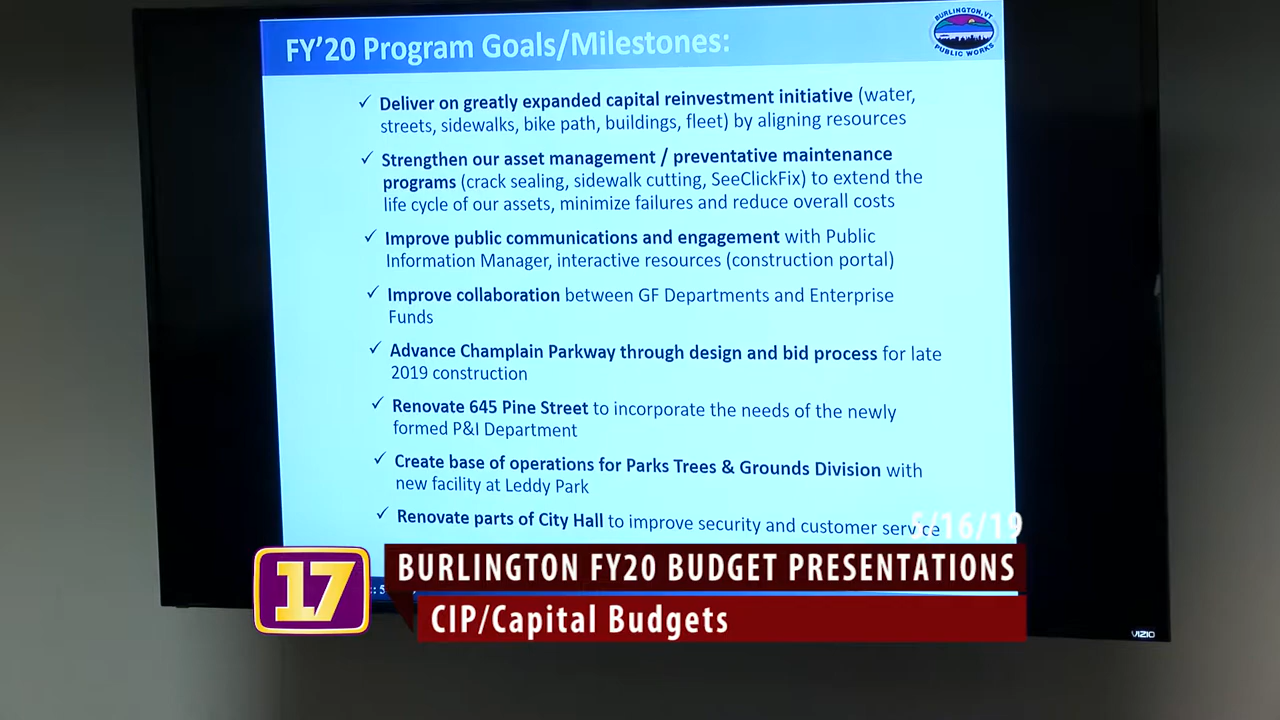 FY'20 Program Goals/Milestones:
BURLINGTON, VT
PUBLIC WORKS
✓ Deliver on greatly expanded capital reinvestment initiative (water,
streets, sidewalks, bike path, buildings, fleet) by aligning resources
✓ Strengthen our asset management / preventative maintenance
programs (crack sealing, sidewalk cutting, SeeClickFix) to extend the
life cycle of our assets, minimize failures and reduce overall costs
✓ Improve public communications and engagement with Public
Information Manager, interactive resources (construction portal)
✓ Improve collaboration between GF Departments and Enterprise
Funds
✓ Advance Champlain Parkway through design and bid process for late
2019 construction
✓ Renovate 645 Pine Street to incorporate the needs of the newly
formed P&I Department
✓ Create base of operations for Parks Trees & Grounds Division with
new facility at Leddy Park
✓ Renovate parts of City Hall to improve security and customer service
5/16/19
17
BURLINGTON FY20 BUDGET PRESENTATIONS
CIP/Capital Budgets
VIZIO